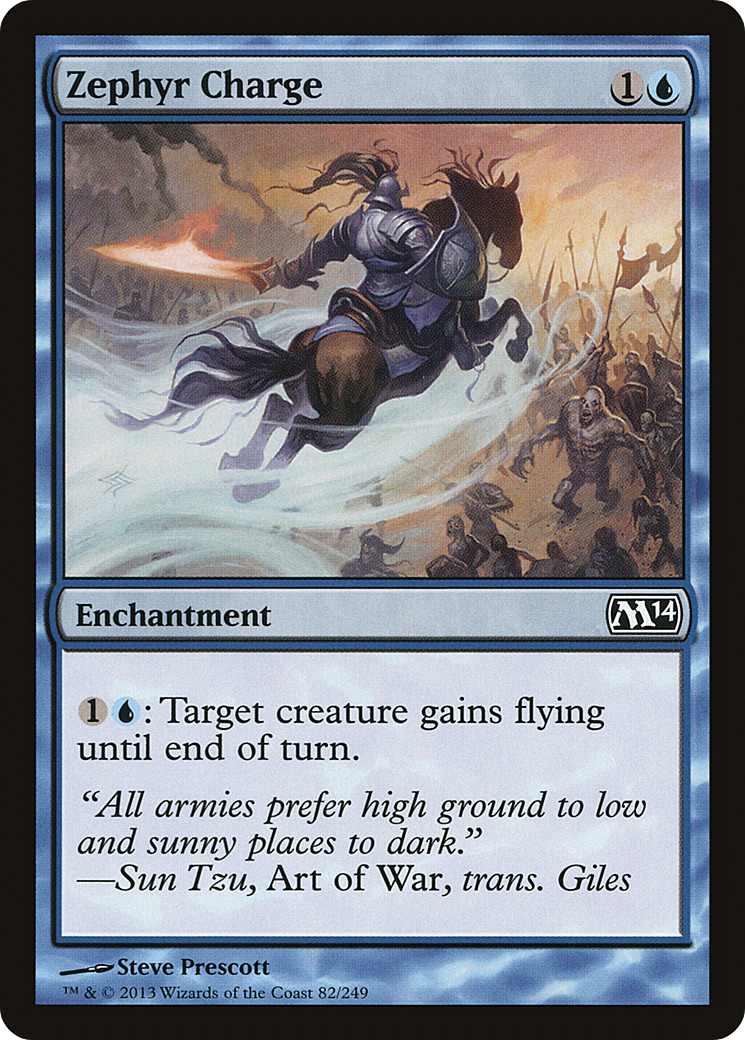 Zephyr Charge 1
Enchantment M14
1 : Target creature gains flying
until end of turn.
“All armies prefer high ground to low
and sunny places to dark.”
—Sun Tzu, Art of War, trans. Giles
Steve Prescott
™ & © 2013 Wizards of the Coast 82/249